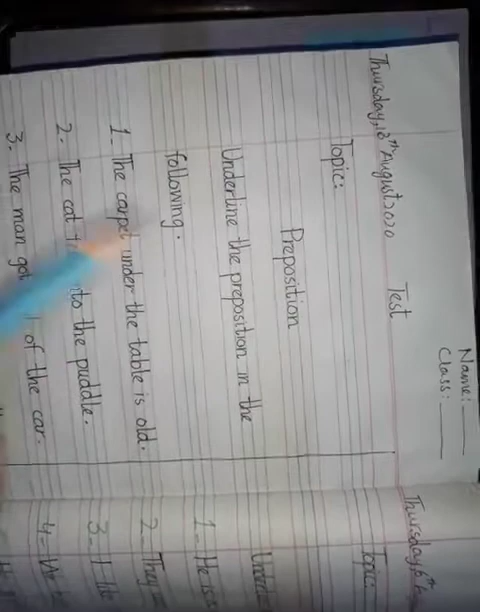 Name:
Class:
Thursday, 13th August 2020 Test
Topic:
Preposition
Underline the preposition in the
following.
1. The carpet under the table is old.
2. The cat to the puddle.
3. The man got of the car.
Thursday 6th
Topic:
1-
2- They
3- I
4- We